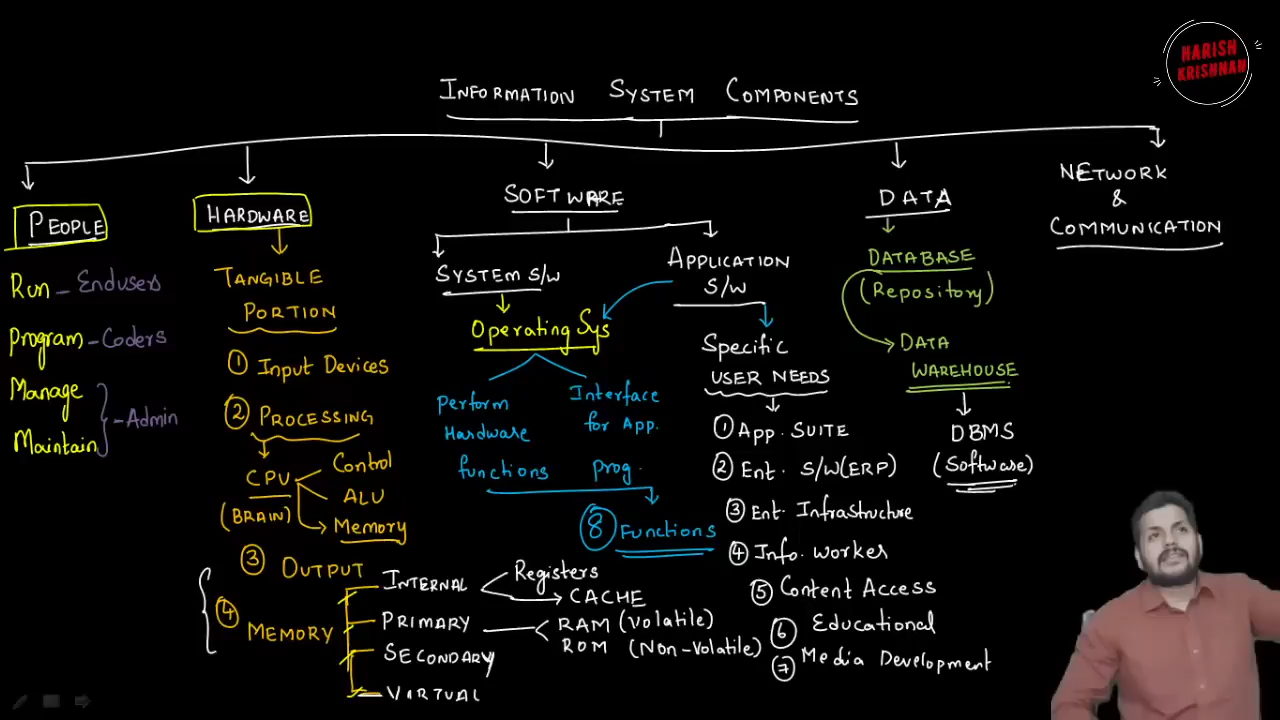 HARISH
KRISHNAN
INFORMATION SYSTEM COMPONENTS
PEOPLE
Run - Endusers
Program - Coders
Manage
Maintain
- Admin
HARDWARE
TANGIBLE
PORTION
① Input Devices
② PROCESSING
CPU
(BRAIN)
Control
ALU
Memory
③ OUTPUT
④ MEMORY
INTERNAL
Registers
CACHE
PRIMARY
RAM (Volatile)
ROM (Non-Volatile)
SECONDARY
VIRTUAL
SOFTWARE
SYSTEM S/W
Operating Sys
Perform
Hardware
functions
Interface
for App.
prog.
⑧ Functions
APPLICATION
S/W
Specific
USER NEEDS
① App. SUITE
② Ent. S/W(ERP)
③ Ent. Infrastructure
④ Info. worker
⑤ Content Access
⑥ Educational
⑦ Media Development
DATA
DATABASE
(Repository)
DATA
WAREHOUSE
DBMS
(Software)
NETWORK
&
COMMUNICATION